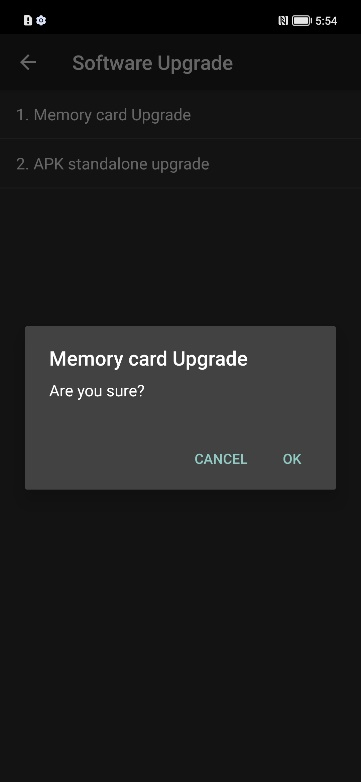 5:54
Software Upgrade
1. Memory card Upgrade
2. APK standalone upgrade
Memory card Upgrade
Are you sure?
CANCEL OK